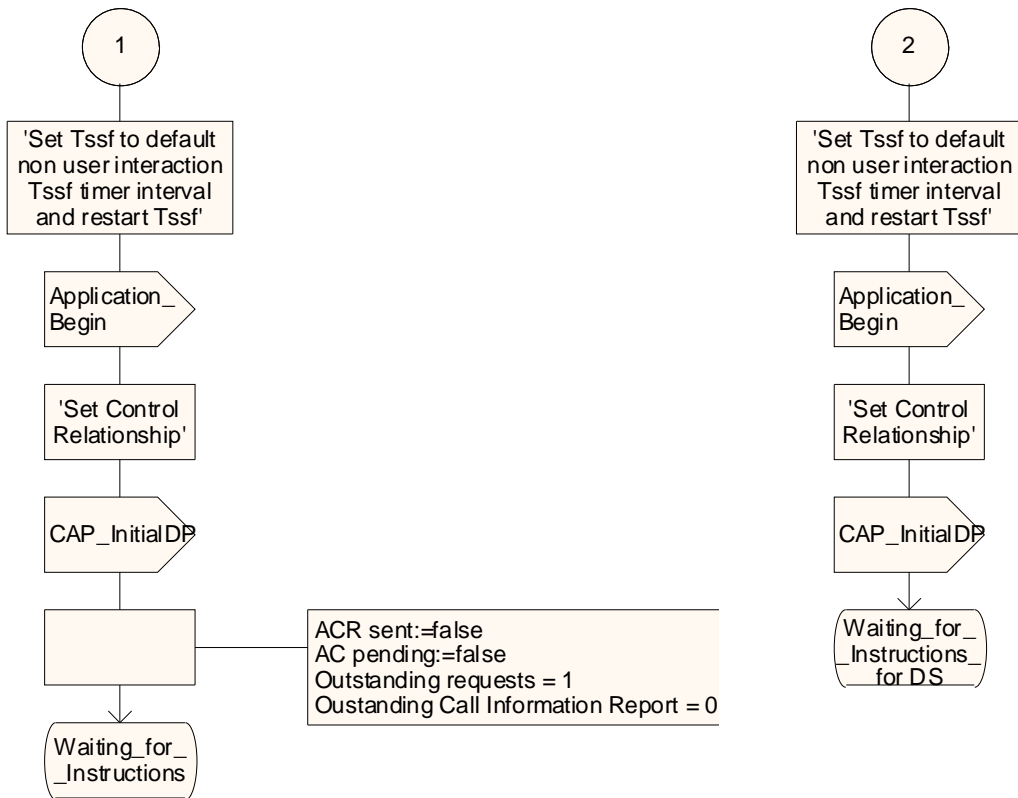 1
'Set Tssf to default
non user interaction
Tssf timer interval
and restart Tssf'
Application_
Begin
'Set Control
Relationship'
CAP_InitialDP
ACR sent:=false
AC pending:=false
Outstanding requests = 1
Oustanding Call Information Report = 0
Waiting_for_
_Instructions
2
'Set Tssf to default
non user interaction
Tssf timer interval
and restart Tssf'
Application_
Begin
'Set Control
Relationship'
CAP_InitialDP
Waiting_for_
_Instructions_
for DS